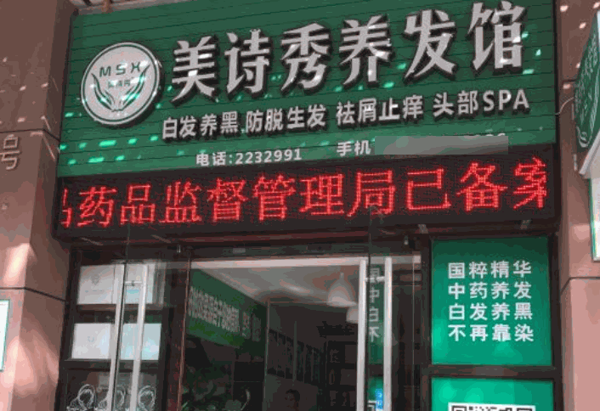 MSX
美诗秀养发馆
白发养黑 防脱生发 祛屑止痒 头部SPA
电话:2232991 手机
药品监督管理局已备案
国粹精华
中药养发
白发养黑
不再靠染
号